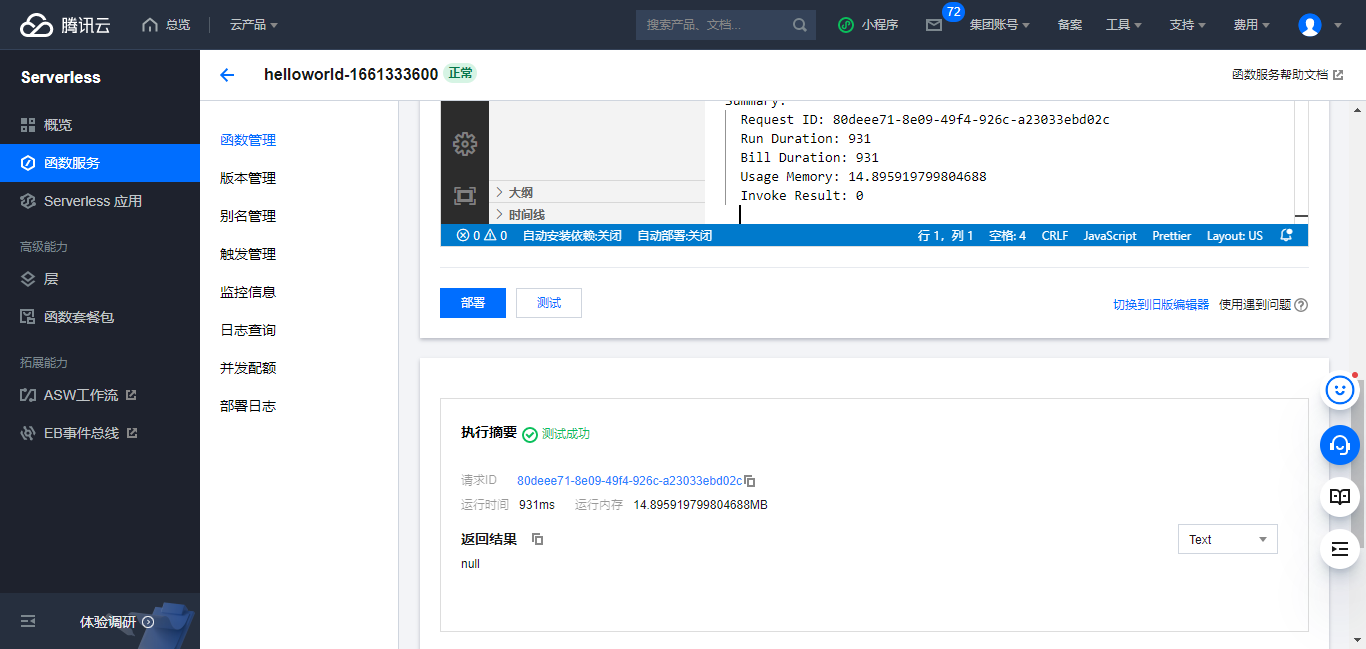 腾讯云 总览 云产品 搜索产品、文档... 小程序 72 集团账号 备案 工具 支持 费用
Serverless
概览
函数服务
Serverless 应用
高级能力
层
函数套餐包
拓展能力
ASW工作流
EB事件总线
体验调研
helloworld-1661333600 正常 函数服务帮助文档
函数管理
版本管理
别名管理
触发管理
监控信息
日志查询
并发配额
部署日志
大纲
时间线
Summary:
Request ID: 80deee71-8e09-49f4-926c-a23033ebd02c
Run Duration: 931
Bill Duration: 931
Usage Memory: 14.895919799804688
Invoke Result: 0
0 0 自动安装依赖:关闭 自动部署:关闭 行 1，列 1 空格: 4 CRLF JavaScript Prettier Layout: US
部署 测试 切换到旧版编辑器 使用遇到问题
执行摘要 测试成功
请求ID 80deee71-8e09-49f4-926c-a23033ebd02c
运行时间 931ms 运行内存 14.895919799804688MB
返回结果 Text
null